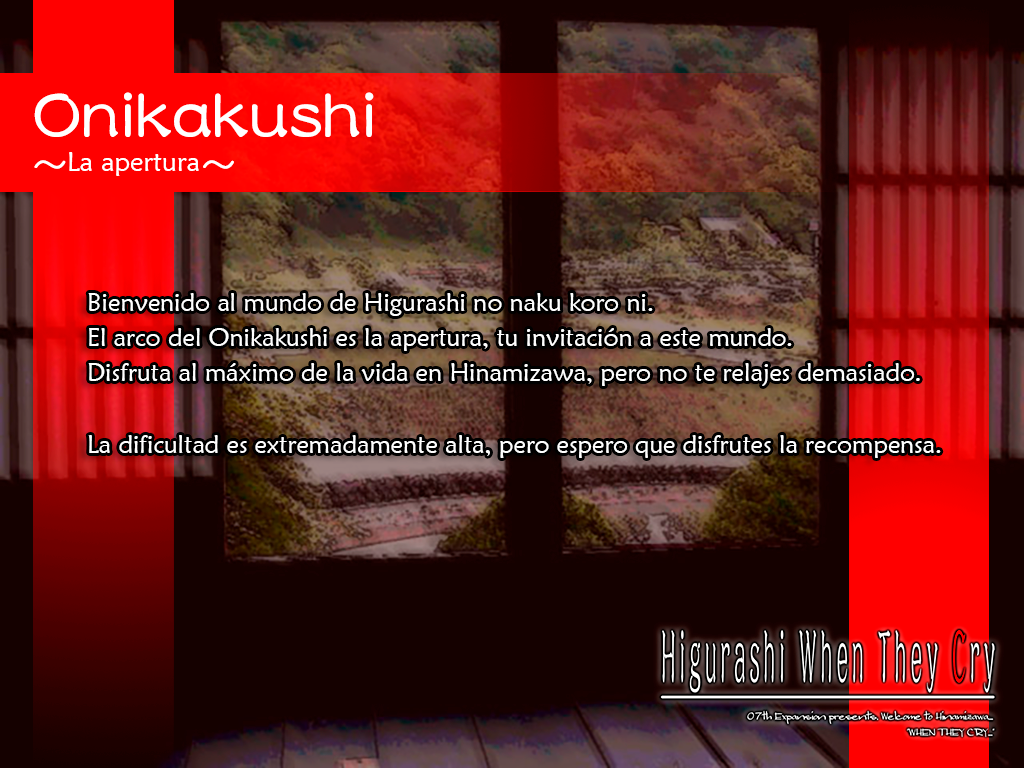 Onikakushi
～La apertura～
Bienvenido al mundo de Higurashi no naku koro ni.
El arco del Onikakushi es la apertura, tu invitación a este mundo.
Disfruta al máximo de la vida en Hinamizawa, pero no te relajes demasiado.
La dificultad es extremadamente alta, pero espero que disfrutes la recompensa.
Higurashi When They Cry
07th Expansion presents. Welcome to Hinamizawa...
"WHEN THEY CRY..."